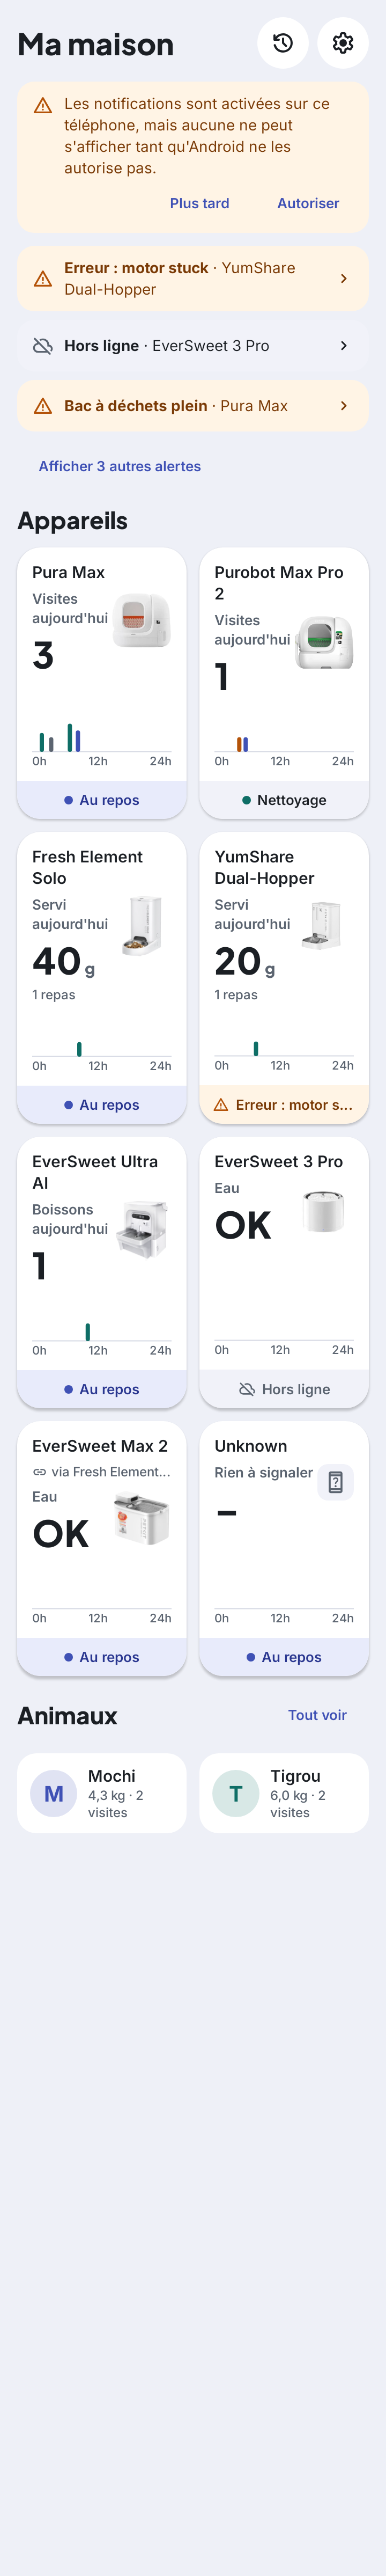 Ma maison
Les notifications sont activées sur ce
téléphone, mais aucune ne peut
s'afficher tant qu'Android ne les
autorise pas.
Plus tard
Autoriser
Erreur : motor stuck · YumShare
Dual-Hopper
Hors ligne · EverSweet 3 Pro
Bac à déchets plein · Pura Max
Afficher 3 autres alertes
Appareils
Pura Max
Visites
aujourd'hui
3
0h 12h 24h
Au repos
Purobot Max Pro
2
Visites
aujourd'hui
1
0h 12h 24h
Nettoyage
Fresh Element
Solo
Servi
aujourd'hui
40 g
1 repas
0h 12h 24h
Au repos
YumShare
Dual-Hopper
Servi
aujourd'hui
20 g
1 repas
0h 12h 24h
Erreur : motor s...
EverSweet Ultra
AI
Boissons
aujourd'hui
1
0h 12h 24h
Au repos
EverSweet 3 Pro
Eau
OK
0h 12h 24h
Hors ligne
EverSweet Max 2
via Fresh Element...
Eau
OK
0h 12h 24h
Au repos
Unknown
Rien à signaler
–
0h 12h 24h
Au repos
Animaux
Tout voir
M
Mochi
4,3 kg · 2
visites
T
Tigrou
6,0 kg · 2
visites